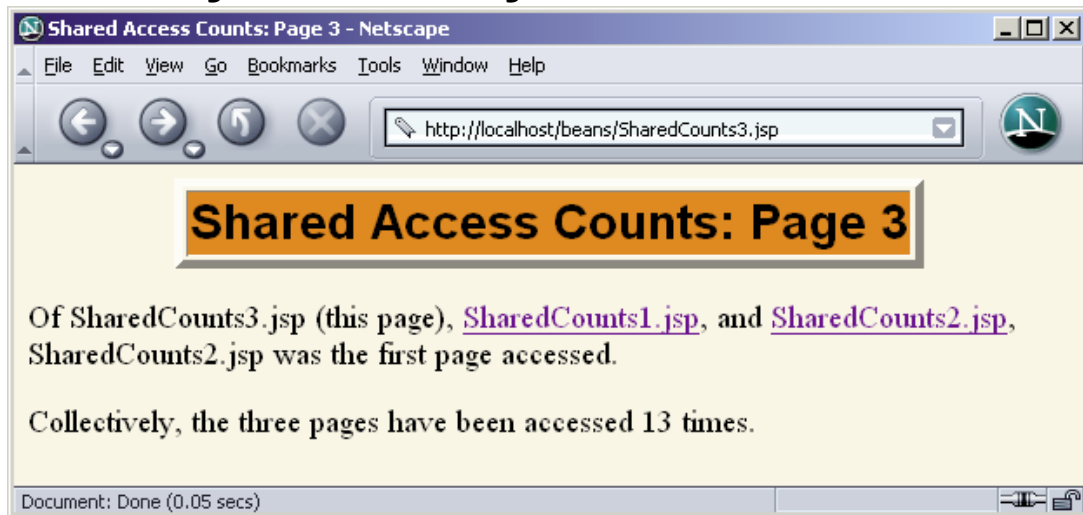 Shared Access Counts: Page 3 - Netscape
File Edit View Go Bookmarks Tools Window Help
http://localhost/beans/SharedCounts3.jsp
N
Shared Access Counts: Page 3
Of SharedCounts3.jsp (this page), SharedCounts1.jsp, and SharedCounts2.jsp,
SharedCounts2.jsp was the first page accessed.
Collectively, the three pages have been accessed 13 times.
Document: Done (0.05 secs)